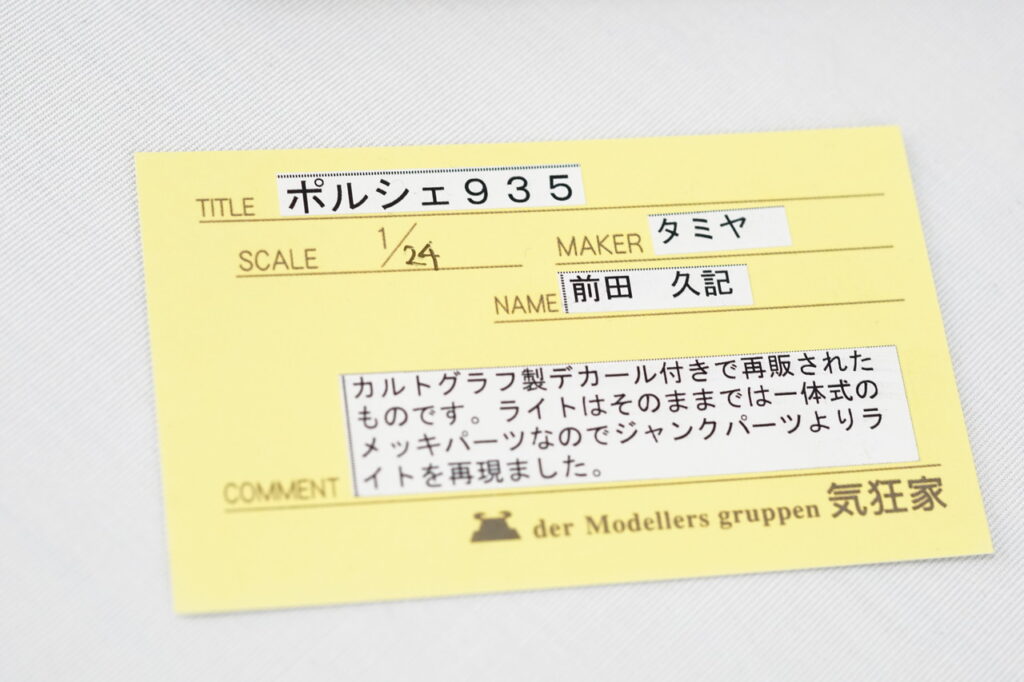 TITLE ポルシェ９３５
SCALE 1/24 MAKER タミヤ
NAME 前田　久記
カルトグラフ製デカール付きで再販された
ものです。ライトはそのままでは一体式の
メッキパーツなのでジャンクパーツよりラ
イトを再現ました。
COMMENT
der Modellers gruppen 気狂家